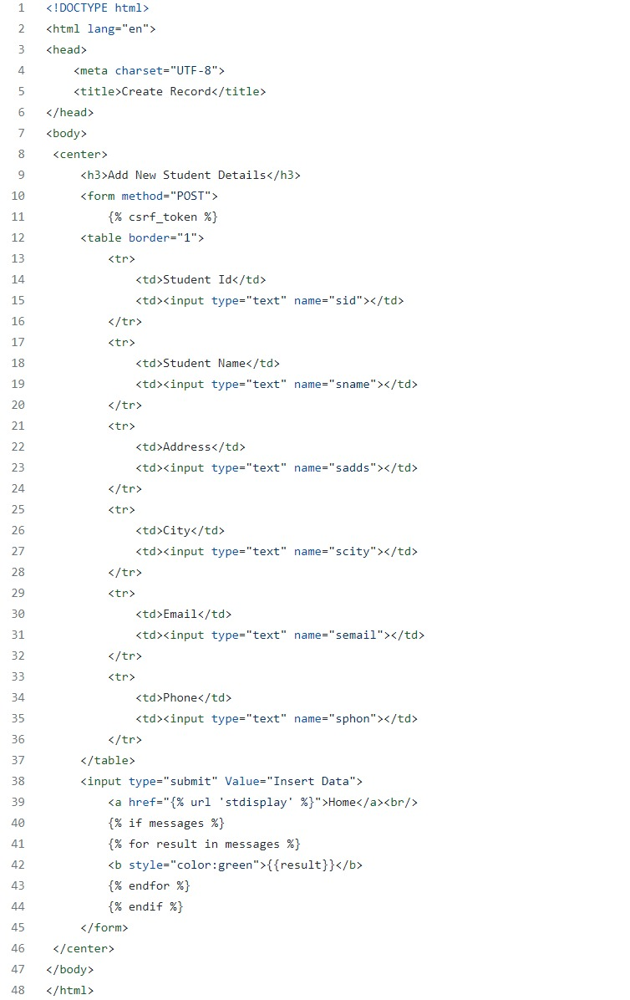 1 <!DOCTYPE html>
2 <html lang="en">
3 <head>
4     <meta charset="UTF-8">
5     <title>Create Record</title>
6 </head>
7 <body>
8  <center>
9      <h3>Add New Student Details</h3>
10      <form method="POST">
11          {% csrf_token %}
12      <table border="1">
13          <tr>
14              <td>Student Id</td>
15              <td><input type="text" name="sid"></td>
16          </tr>
17          <tr>
18              <td>Student Name</td>
19              <td><input type="text" name="sname"></td>
20          </tr>
21          <tr>
22              <td>Address</td>
23              <td><input type="text" name="sadds"></td>
24          </tr>
25          <tr>
26              <td>City</td>
27              <td><input type="text" name="scity"></td>
28          </tr>
29          <tr>
30              <td>Email</td>
31              <td><input type="text" name="semail"></td>
32          </tr>
33          <tr>
34              <td>Phone</td>
35              <td><input type="text" name="sphon"></td>
36          </tr>
37      </table>
38      <input type="submit" Value="Insert Data">
39          <a href="{% url 'stdisplay' %}">Home</a><br/>
40          {% if messages %}
41          {% for result in messages %}
42          <b style="color:green">{{result}}</b>
43          {% endfor %}
44          {% endif %}
45      </form>
46  </center>
47 </body>
48 </html>